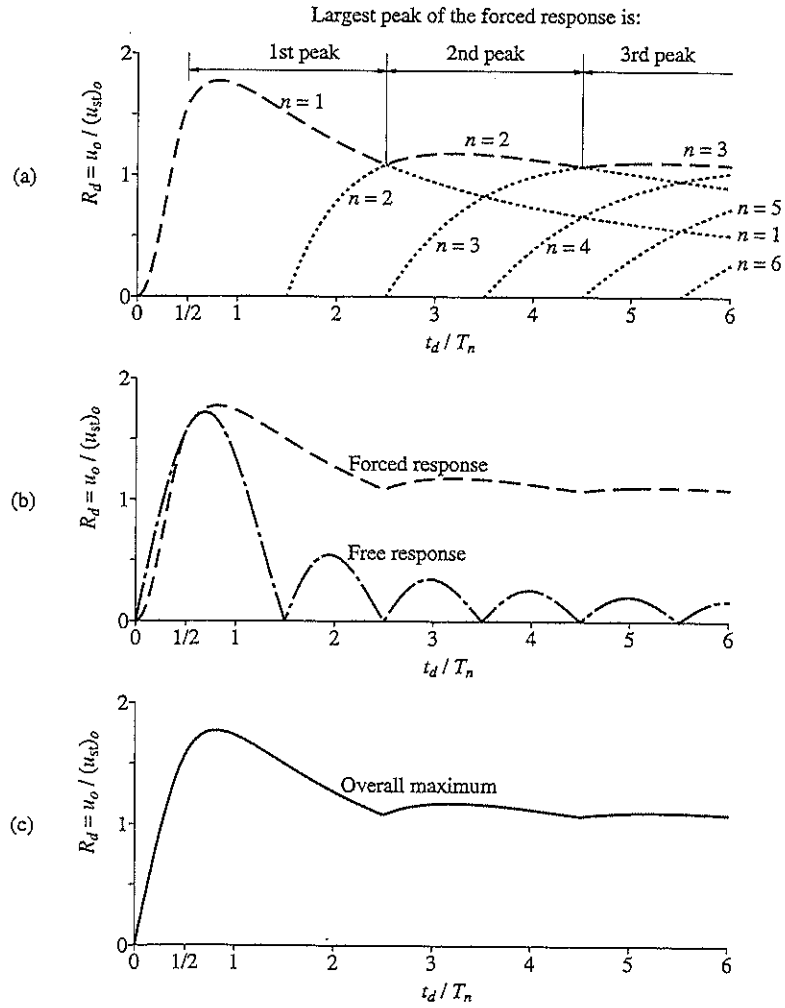 Largest peak of the forced response is:
1st peak
2nd peak
3rd peak
(a)
R_d = u_o / (u_st)_o
2
1
0
n = 1
n = 2
n = 3
n = 2
n = 3
n = 4
n = 5
n = 1
n = 6
0 1/2 1 2 3 4 5 6
t_d / T_n
(b)
R_d = u_o / (u_st)_o
2
1
0
Forced response
Free response
0 1/2 1 2 3 4 5 6
t_d / T_n
(c)
R_d = u_o / (u_st)_o
2
1
0
Overall maximum
0 1/2 1 2 3 4 5 6
t_d / T_n